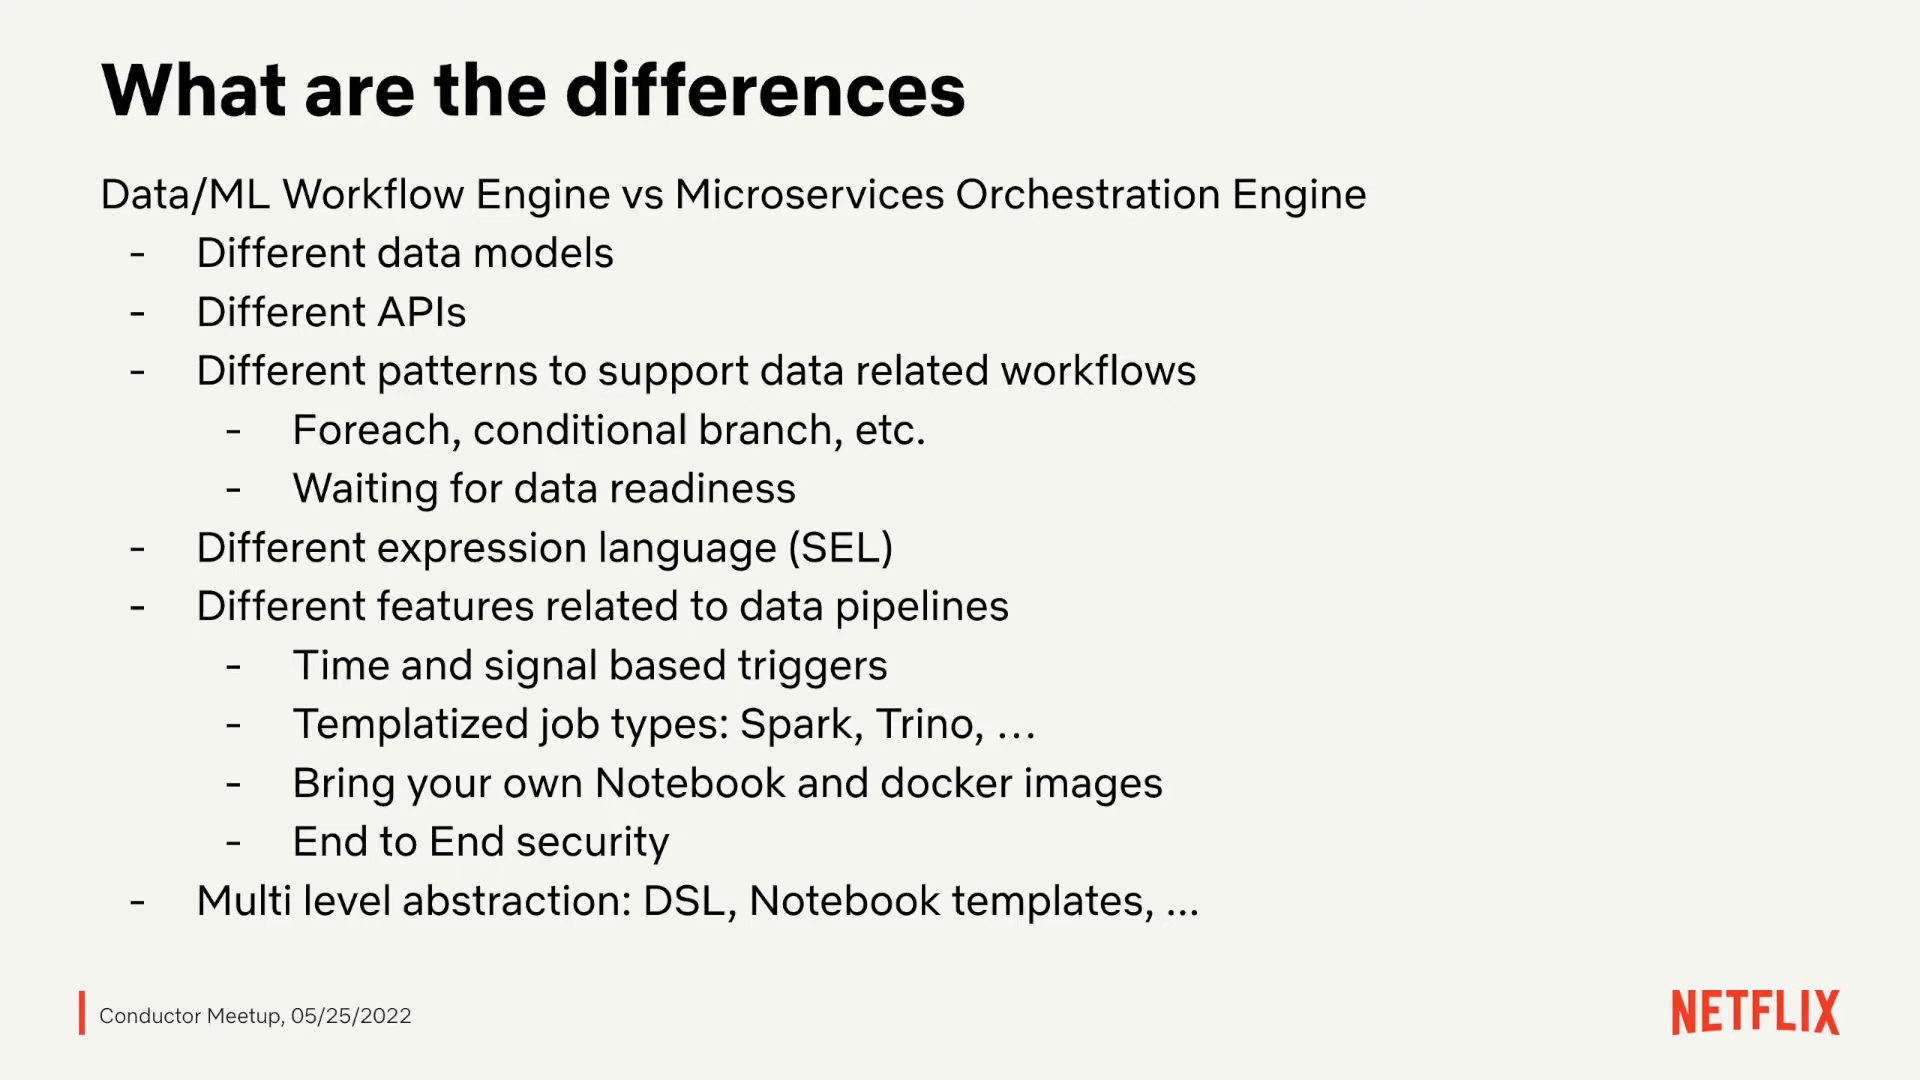 What are the differences
Data/ML Workflow Engine vs Microservices Orchestration Engine
- Different data models
- Different APIs
- Different patterns to support data related workflows
- Foreach, conditional branch, etc.
- Waiting for data readiness
- Different expression language (SEL)
- Different features related to data pipelines
- Time and signal based triggers
- Templatized job types: Spark, Trino, …
- Bring your own Notebook and docker images
- End to End security
- Multi level abstraction: DSL, Notebook templates, ...
Conductor Meetup, 05/25/2022
NETFLIX